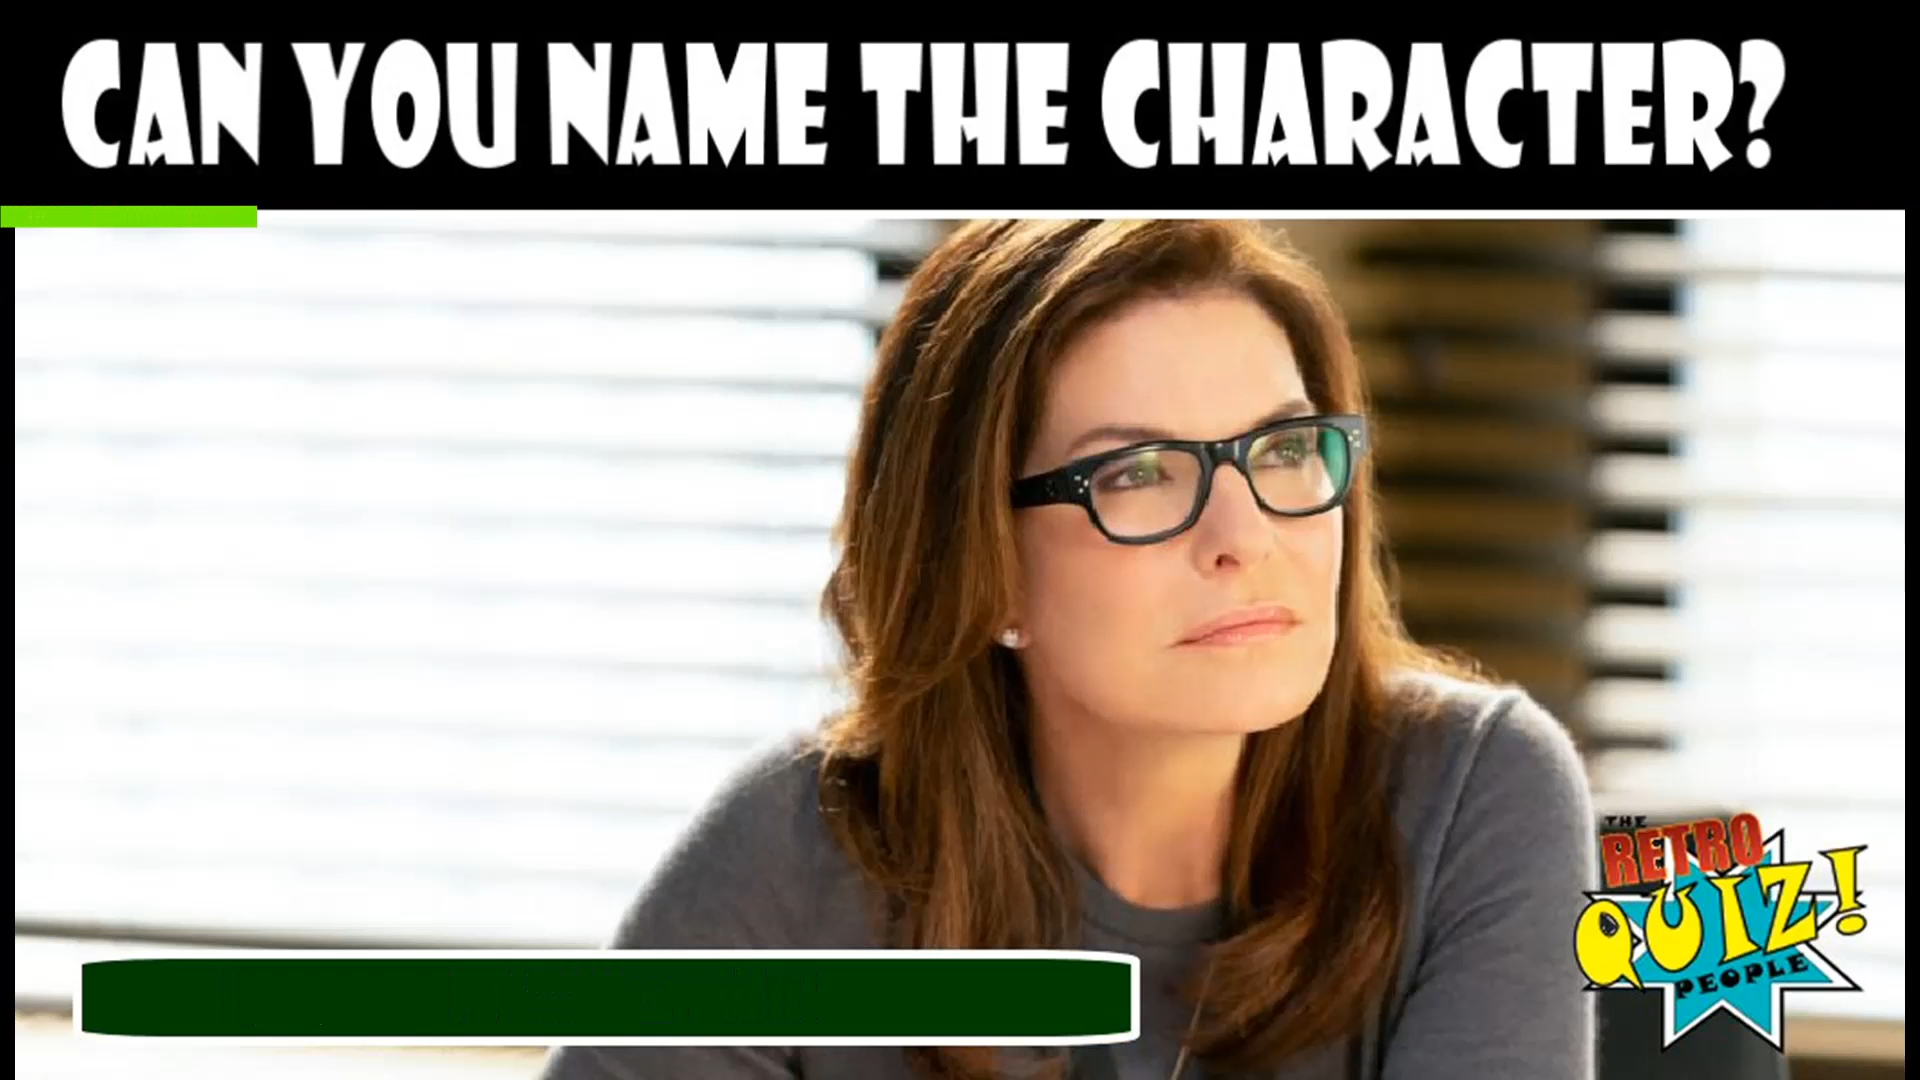 CAN YOU NAME THE CHARACTER?
THE
RETRO
QUIZ!
PEOPLE